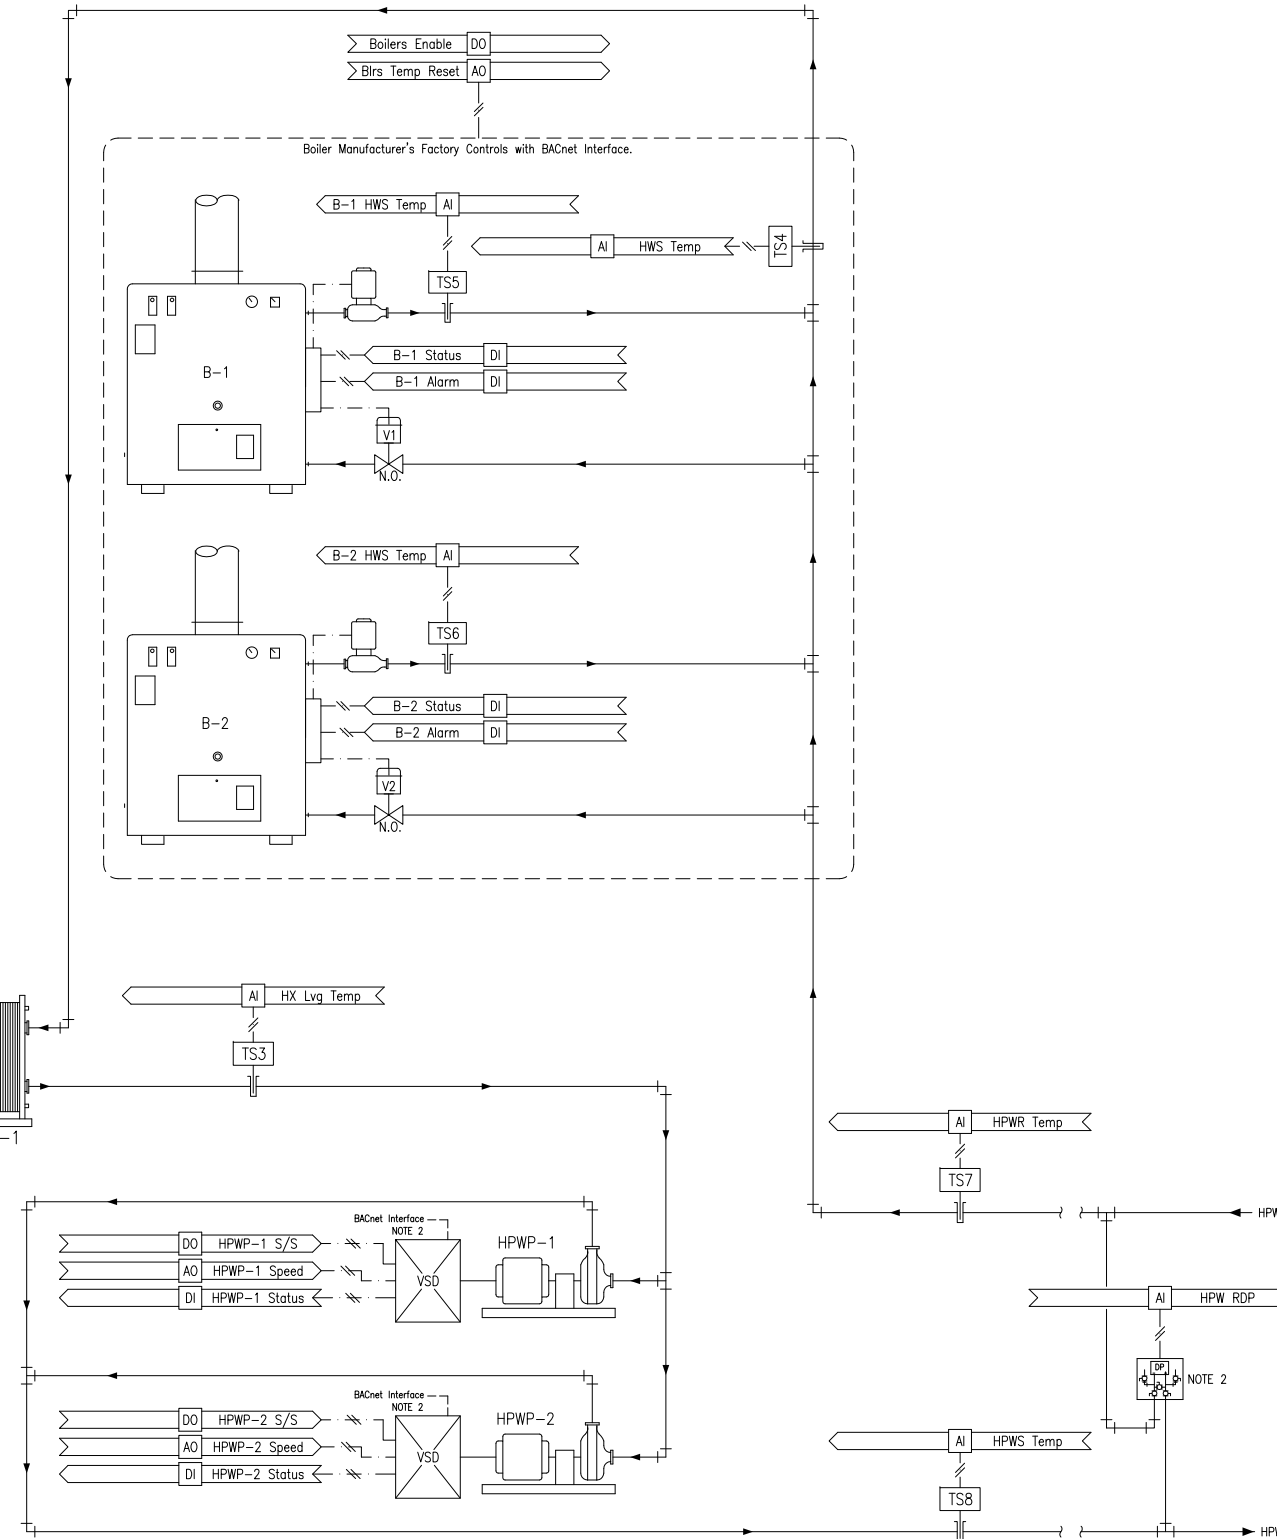 Boilers Enable DO
Blrs Temp Reset AO
Boiler Manufacturer's Factory Controls with BACnet Interface.
B-1 HWS Temp AI
AI HWS Temp
TS4
TS5
B-1 Status DI
B-1 Alarm DI
B-1
V1
N.O.
B-2 HWS Temp AI
TS6
B-2 Status DI
B-2 Alarm DI
B-2
V2
N.O.
AI HX Lvg Temp
TS3
-1
AI HPWR Temp
TS7
HPW
BACnet Interface
NOTE 2
DO HPWP-1 S/S
AO HPWP-1 Speed
DI HPWP-1 Status
VSD
HPWP-1
AI HPW RDP
DP
NOTE 2
BACnet Interface
NOTE 2
DO HPWP-2 S/S
AO HPWP-2 Speed
DI HPWP-2 Status
VSD
HPWP-2
AI HPWS Temp
TS8
HPW